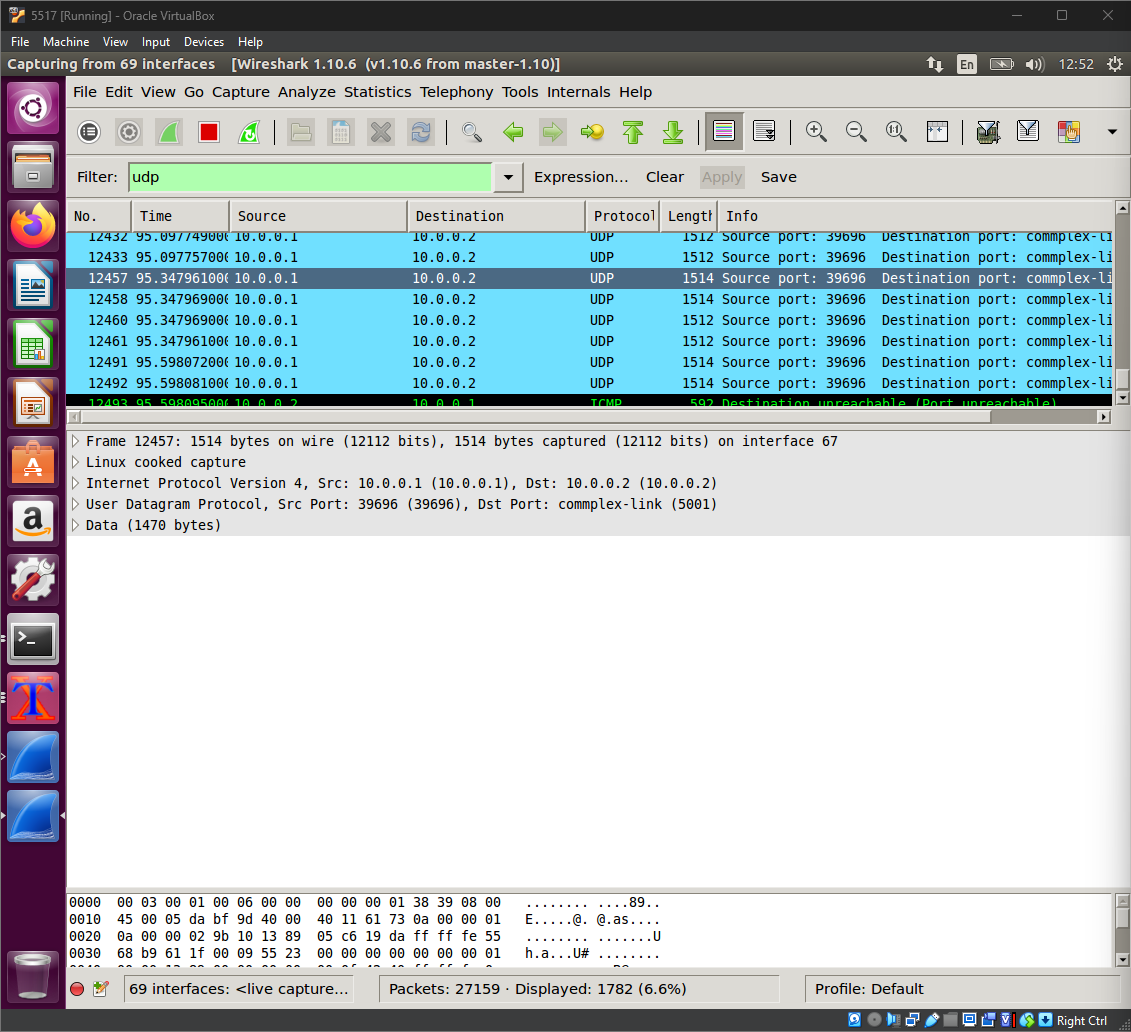 5517 [Running] - Oracle VirtualBox
File Machine View Input Devices Help
Capturing from 69 interfaces [Wireshark 1.10.6 (v1.10.6 from master-1.10)]
En 12:52
File Edit View Go Capture Analyze Statistics Telephony Tools Internals Help
Filter: udp Expression... Clear Apply Save
No. Time Source Destination Protocol Length Info
12432 95.097749000 10.0.0.1 10.0.0.2 UDP 1512 Source port: 39696 Destination port: commplex-li
12433 95.097757000 10.0.0.1 10.0.0.2 UDP 1512 Source port: 39696 Destination port: commplex-li
12457 95.347961000 10.0.0.1 10.0.0.2 UDP 1514 Source port: 39696 Destination port: commplex-li
12458 95.347969000 10.0.0.1 10.0.0.2 UDP 1514 Source port: 39696 Destination port: commplex-li
12460 95.347969000 10.0.0.1 10.0.0.2 UDP 1512 Source port: 39696 Destination port: commplex-li
12461 95.347961000 10.0.0.1 10.0.0.2 UDP 1512 Source port: 39696 Destination port: commplex-li
12491 95.598072000 10.0.0.1 10.0.0.2 UDP 1514 Source port: 39696 Destination port: commplex-li
12492 95.598081000 10.0.0.1 10.0.0.2 UDP 1514 Source port: 39696 Destination port: commplex-li
12493 95.598095000 10.0.0.2 10.0.0.1 ICMP 592 Destination unreachable (Port unreachable)
Frame 12457: 1514 bytes on wire (12112 bits), 1514 bytes captured (12112 bits) on interface 67
Linux cooked capture
Internet Protocol Version 4, Src: 10.0.0.1 (10.0.0.1), Dst: 10.0.0.2 (10.0.0.2)
User Datagram Protocol, Src Port: 39696 (39696), Dst Port: commplex-link (5001)
Data (1470 bytes)
0000 00 03 00 01 00 06 00 00 00 00 00 01 38 39 08 00 ........ ....89..
0010 45 00 05 da bf 9d 40 00 40 11 61 73 0a 00 00 01 E.....@. @.as....
0020 0a 00 00 02 9b 10 13 89 05 c6 19 da ff ff fe 55 ........ .......U
0030 68 b9 61 1f 00 09 55 23 00 00 00 00 00 00 00 01 h.a...U# ........
69 interfaces: <live capture... Packets: 27159 · Displayed: 1782 (6.6%) Profile: Default
Right Ctrl